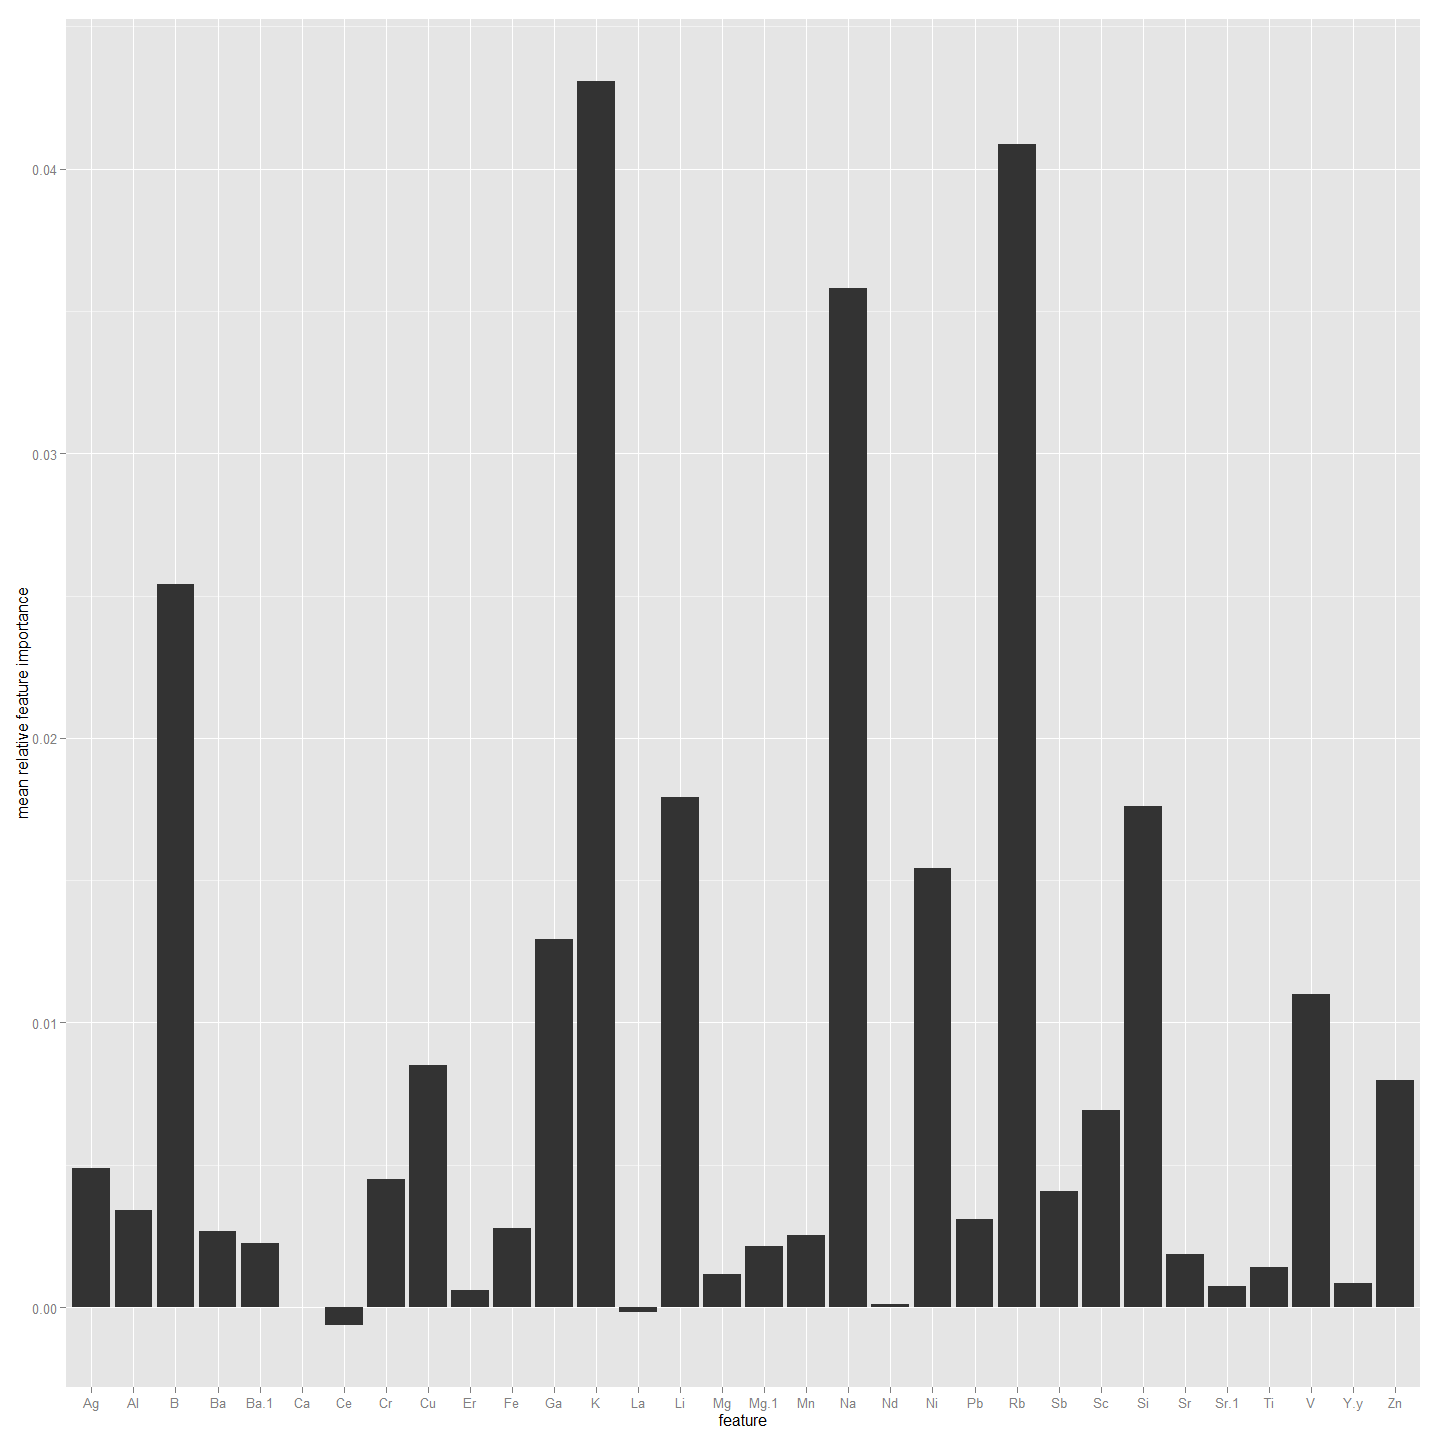 mean relative feature importance
0.04
0.03
0.02
0.01
0.00
Ag Al B Ba Ba.1 Ca Ce Cr Cu Er Fe Ga K La Li Mg Mg.1 Mn Na Nd Ni Pb Rb Sb Sc Si Sr Sr.1 Ti V Y.y Zn
feature